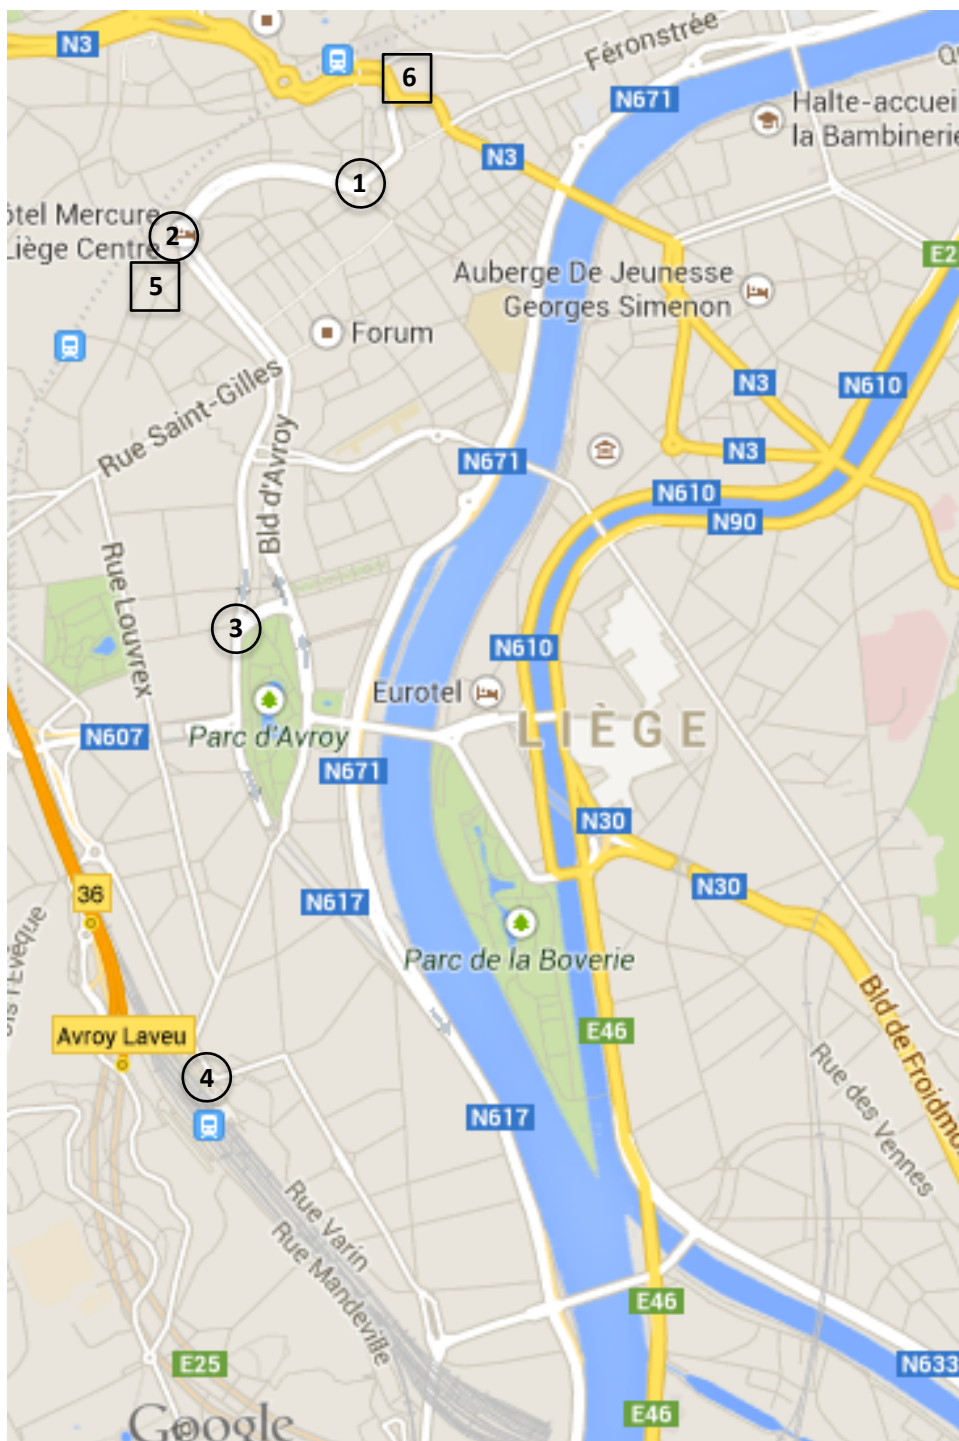 N3
6
Féronstrée
N671
Halte-accuei
la Bambinerie
N3
1
ôtel Mercure
Liège Centre
2
E2
5
Auberge De Jeunesse
Georges Simenon
Forum
N3
N610
Rue Saint-Gilles
Bld d'Avroy
N671
N3
N610
N90
Rue Louvrex
3
N610
Eurotel
LIÈGE
N607
Parc d'Avroy
N671
N30
36
N617
N30
Parc de la Boverie
Avroy Laveu
E46
Bld de Froidmo
4
Rue des Vennes
N617
Rue Varin
Rue Mandeville
E46
E25
N633
E46
Google